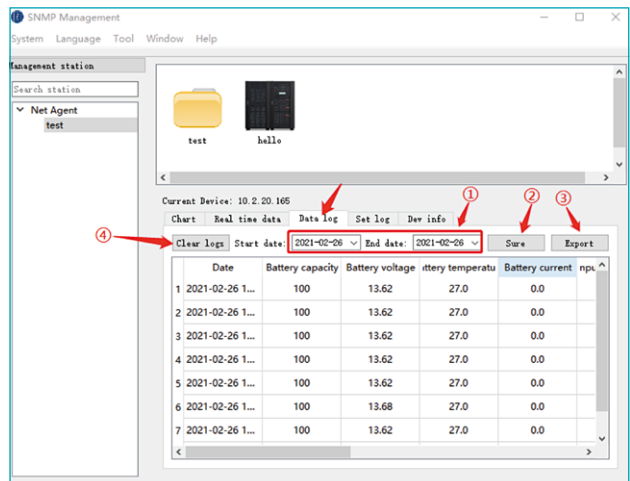 SNMP Management
System Language Tool Window Help
Management station
Search station
Net Agent
test
test hello
Current Device: 10.2.20.165
Chart Real time data Data log Set log Dev info
① ② ③ ④
Clear logs Start date: 2021-02-26 End date: 2021-02-26 Sure Export
Date Battery capacity Battery voltage ittery temperatu Battery current npu
1 2021-02-26 1... 100 13.62 27.0 0.0
2 2021-02-26 1... 100 13.62 27.0 0.0
3 2021-02-26 1... 100 13.62 27.0 0.0
4 2021-02-26 1... 100 13.62 27.0 0.0
5 2021-02-26 1... 100 13.62 27.0 0.0
6 2021-02-26 1... 100 13.68 27.0 0.0
7 2021-02-26 1... 100 13.62 27.0 0.0